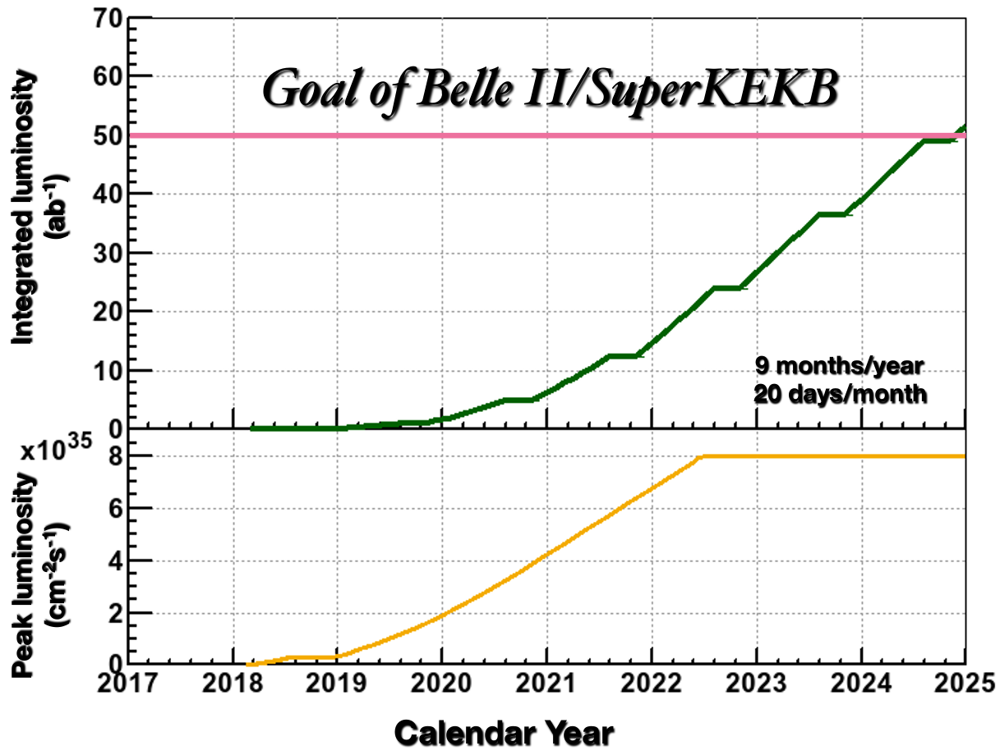 70
60
50
40
30
20
10
0
Integrated luminosity
(ab⁻¹)
Goal of Belle II/SuperKEKB
9 months/year
20 days/month
x10³⁵
8
6
4
2
0
Peak luminosity
(cm⁻²s⁻¹)
2017 2018 2019 2020 2021 2022 2023 2024 2025
Calendar Year